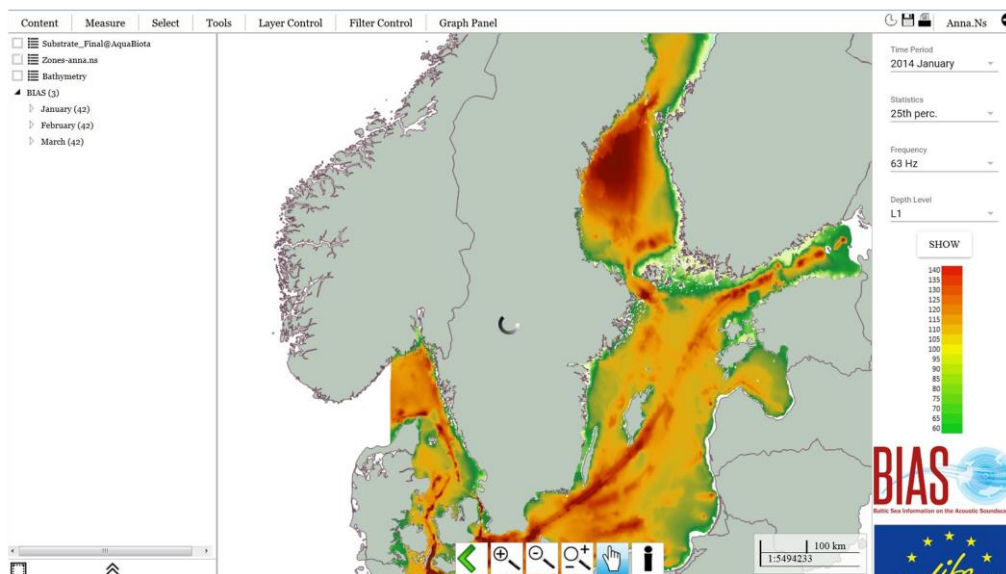 Content Measure Select Tools Layer Control Filter Control Graph Panel Anna.Ns
Substrate_Final@AquaBiota
Zones-anna.ns
Bathymetry
BIAS (3)
January (42)
February (42)
March (42)
Time Period
2014 January
Statistics
25th perc.
Frequency
63 Hz
Depth Level
L1
SHOW
140
135
130
125
120
115
110
105
100
95
90
85
80
75
70
65
60
BIAS
Baltic Sea Information on the Acoustic Soundsca
100 km
1:5494233